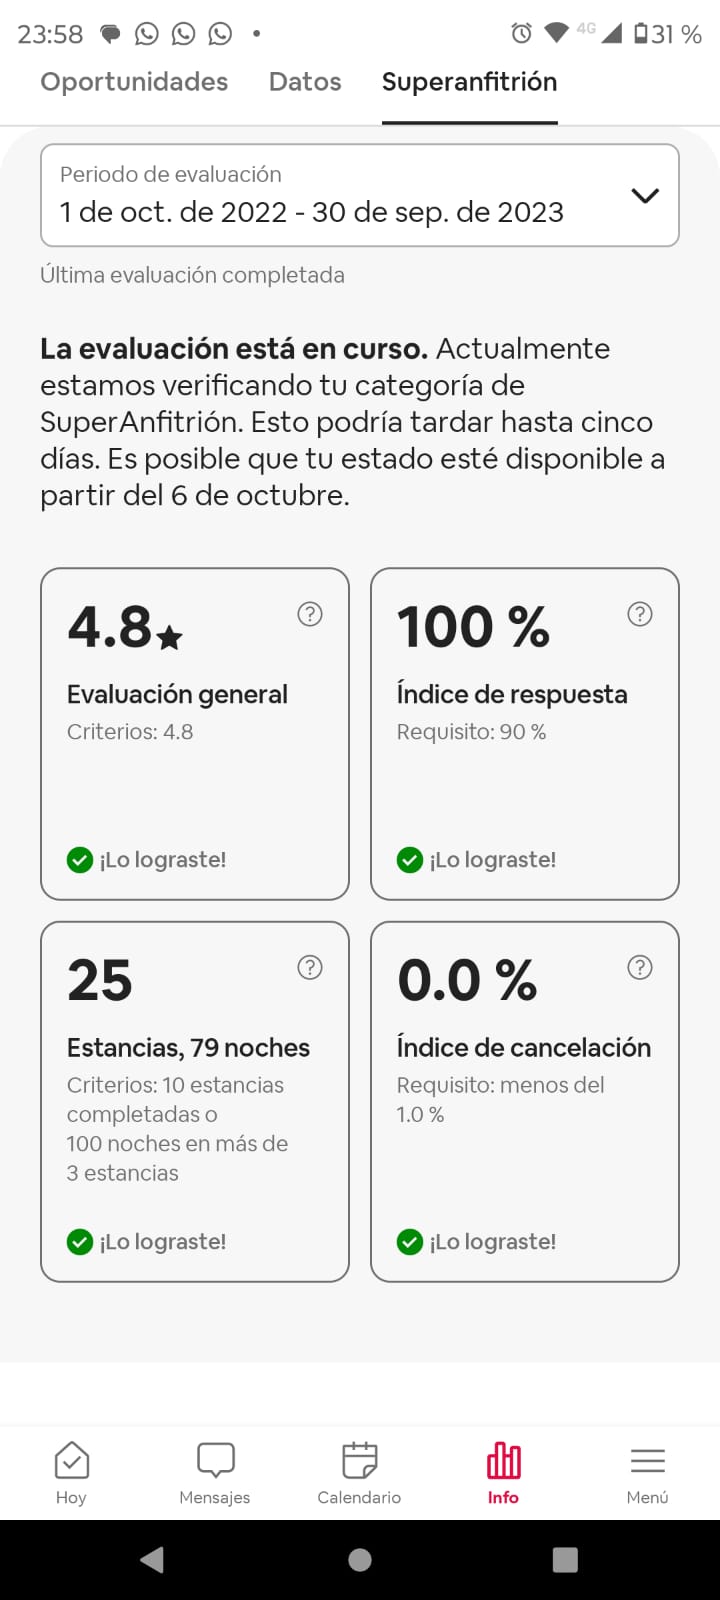 23:58
4G
31 %
Oportunidades Datos Superanfitrión
Periodo de evaluación
1 de oct. de 2022 - 30 de sep. de 2023
Última evaluación completada
La evaluación está en curso. Actualmente
estamos verificando tu categoría de
SuperAnfitrión. Esto podría tardar hasta cinco
días. Es posible que tu estado esté disponible a
partir del 6 de octubre.
4.8★
?
Evaluación general
Criterios: 4.8
¡Lo lograste!
100 %
?
Índice de respuesta
Requisito: 90 %
¡Lo lograste!
25
?
Estancias, 79 noches
Criterios: 10 estancias
completadas o
100 noches en más de
3 estancias
¡Lo lograste!
0.0 %
?
Índice de cancelación
Requisito: menos del
1.0 %
¡Lo lograste!
Hoy Mensajes Calendario Info Menú